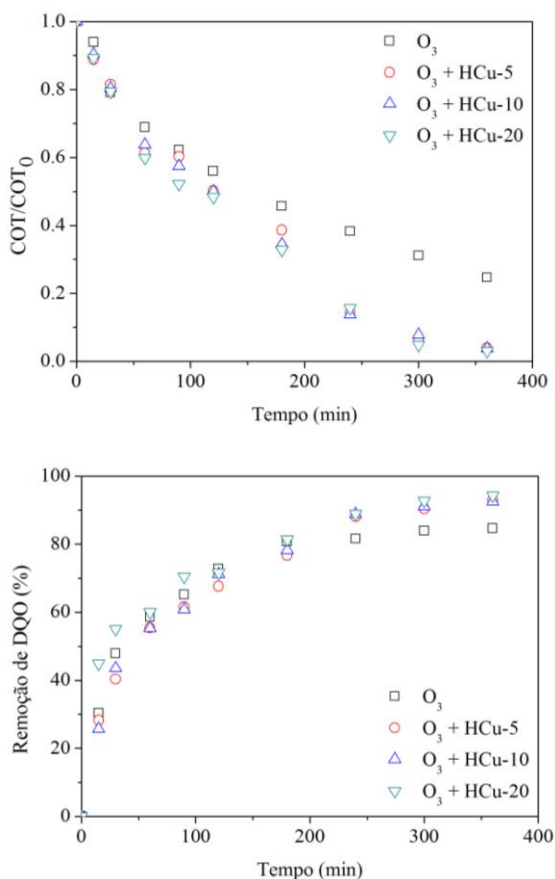 1.0
0.8
0.6
0.4
0.2
0.0
COT/COT0
0
100
200
300
400
Tempo (min)
O3
O3 + HCu-5
O3 + HCu-10
O3 + HCu-20
100
80
60
40
20
0
Remoção de DQO (%)
0
100
200
300
400
Tempo (min)
O3
O3 + HCu-5
O3 + HCu-10
O3 + HCu-20